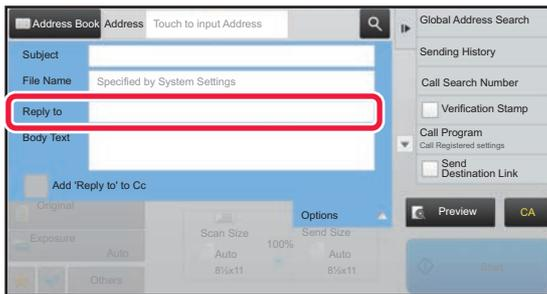 Address Book Address Touch to input Address
Subject
File Name Specified by System Settings
Reply to
Body Text
Add 'Reply to' to Cc
Options
Original
Exposure
Auto
Others
Scan Size
100%
Send Size
Auto
Auto
8½x11
8½x11
Global Address Search
Sending History
Call Search Number
Verification Stamp
Call Program
Call Registered settings
Send
Destination Link
Preview
CA
Start